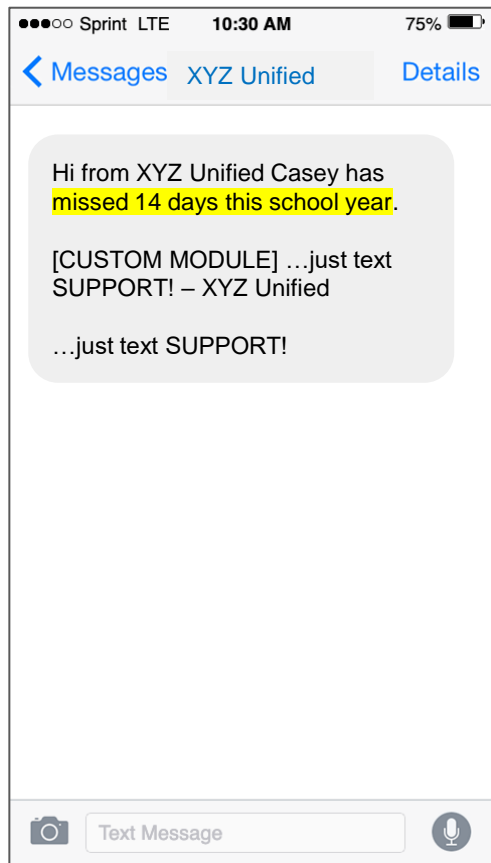 Sprint LTE 10:30 AM 75%
Messages XYZ Unified Details
Hi from XYZ Unified Casey has
missed 14 days this school year.
[CUSTOM MODULE] …just text
SUPPORT! – XYZ Unified
…just text SUPPORT!
Text Message